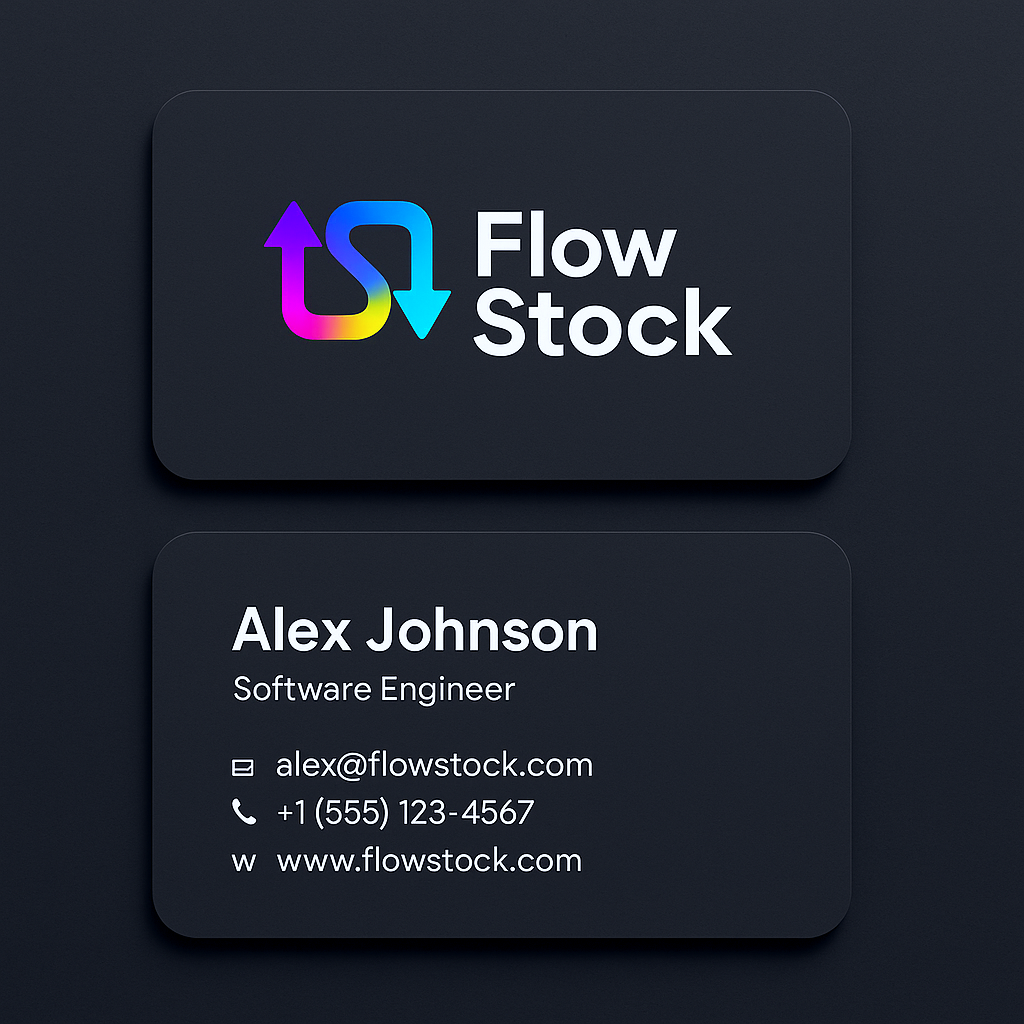 Flow
Stock
Alex Johnson
Software Engineer
alex@flowstock.com
+1 (555) 123-4567
w www.flowstock.com